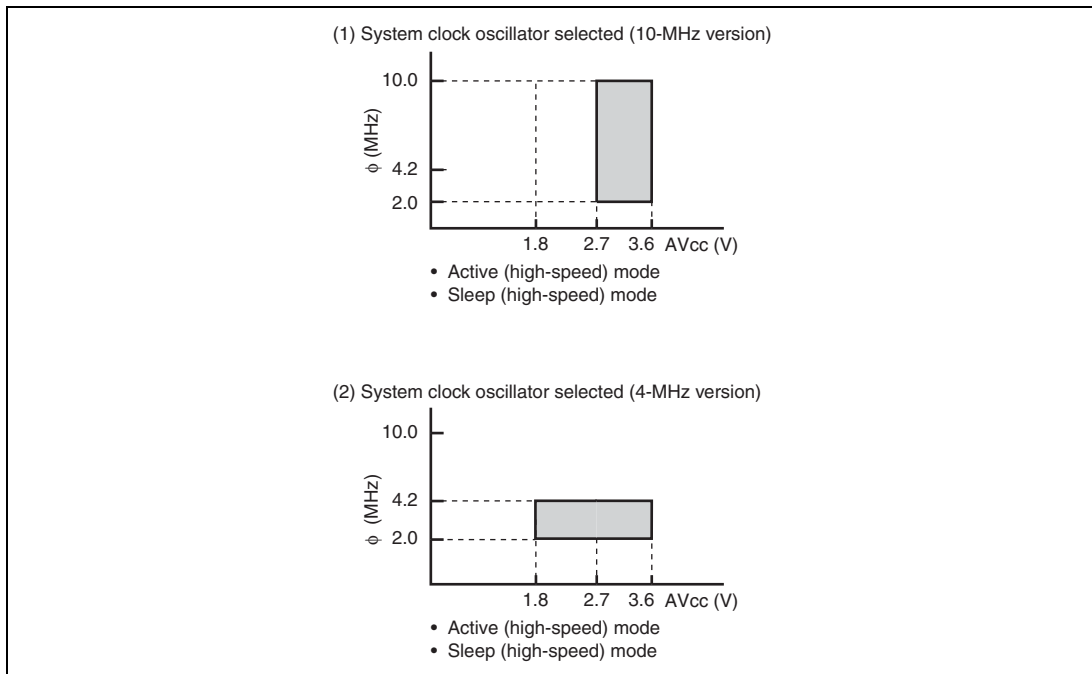 (1) System clock oscillator selected (10-MHz version)
10.0
4.2
2.0
φ (MHz)
1.8 2.7 3.6 AVcc (V)
• Active (high-speed) mode
• Sleep (high-speed) mode
(2) System clock oscillator selected (4-MHz version)
10.0
4.2
2.0
φ (MHz)
1.8 2.7 3.6 AVcc (V)
• Active (high-speed) mode
• Sleep (high-speed) mode